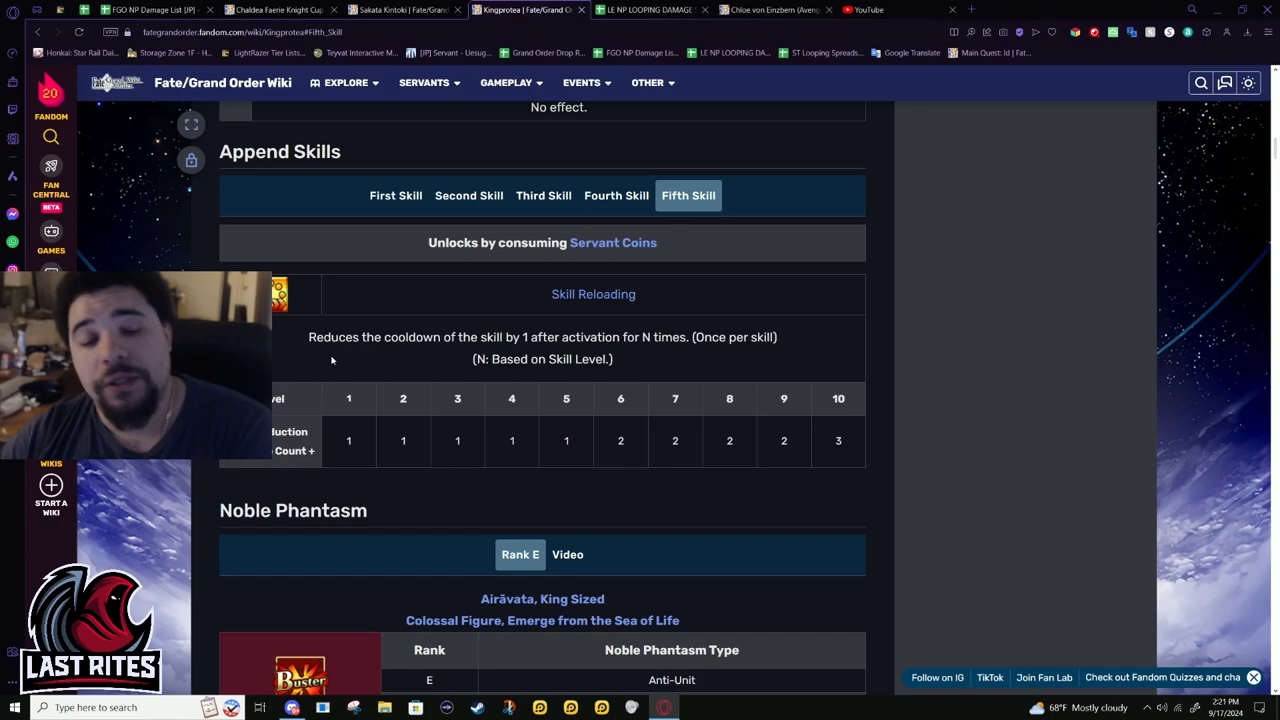 FGO NP Damage List [JP] -
Chaldea Faerie Knight Cup
Sakata Kintoki | Fate/Grand
Kingprotea | Fate/Grand Or
LE NP LOOPING DAMAGE
Chloe von Einzbern (Aveng
YouTube
VPN
fategrandorder.fandom.com/wiki/Kingprotea#Fifth_Skill
Honkai: Star Rail Dai...
Storage Zone 1F - H...
LightRazer Tier Lists...
Teyvat Interactive M...
[JP] Servant - Uesug...
Grand Order Drop R...
FGO NP Damage Lis...
LE NP LOOPING DA...
ST Looping Spreads...
Google Translate
Main Quest: Id | Fat...
20
FANDOM
Fate/Grand Order Wiki
EXPLORE
SERVANTS
GAMEPLAY
EVENTS
OTHER
FAN
CENTRAL
BETA
GAMES
WIKIS
START A
WIKI
No effect.
Append Skills
First Skill Second Skill Third Skill Fourth Skill Fifth Skill
Unlocks by consuming Servant Coins
Skill Reloading
Reduces the cooldown of the skill by 1 after activation for N times. (Once per skill)
(N: Based on Skill Level.)
vel 1 2 3 4 5 6 7 8 9 10
duction
Count +
1 1 1 1 1 2 2 2 2 3
Noble Phantasm
Rank E Video
Airāvata, King Sized
Colossal Figure, Emerge from the Sea of Life
Buster
Rank Noble Phantasm Type
E Anti-Unit
LAST RITES
Follow on IG TikTok Join Fan Lab Check out Fandom Quizzes and cha
Type here to search
68°F Mostly cloudy
2:21 PM
9/17/2024